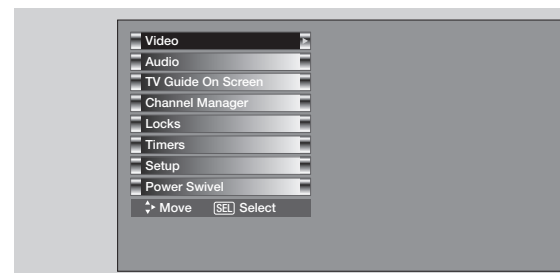 Video
Audio
TV Guide On Screen
Channel Manager
Locks
Timers
Setup
Power Swivel
Move SEL Select